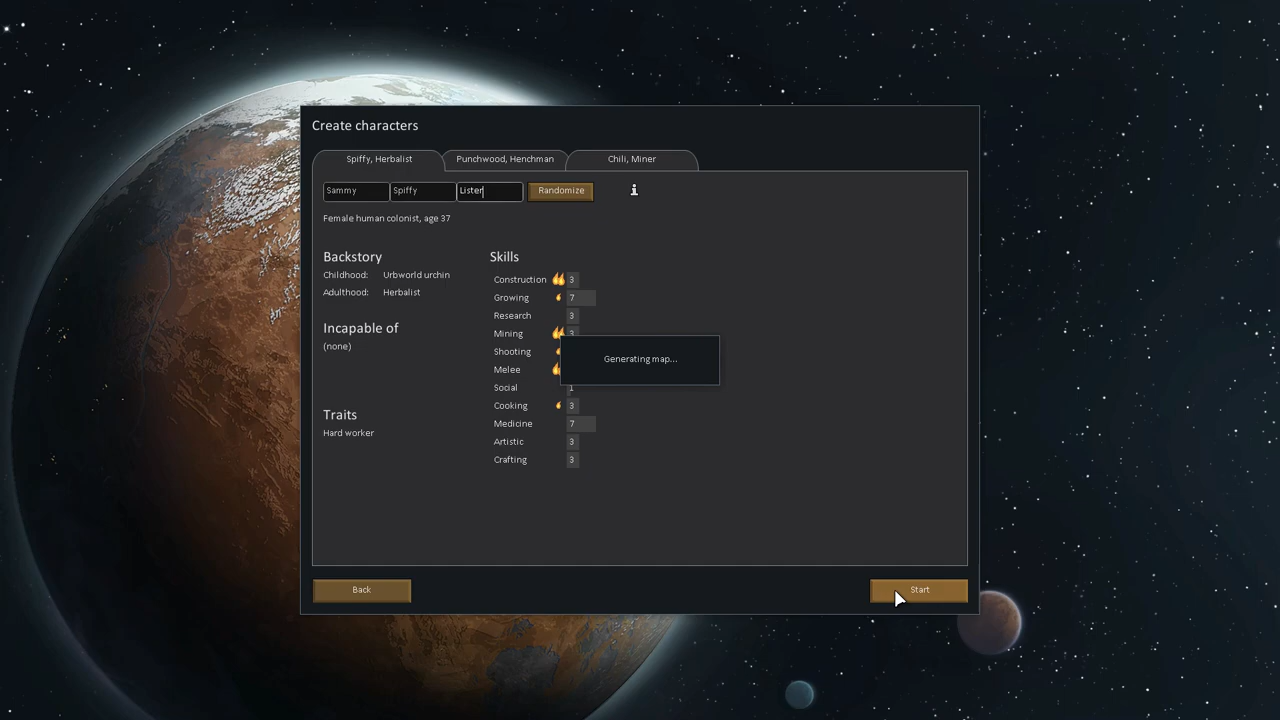 Create characters
Spiffy, Herbalist
Punchwood, Henchman
Chili, Miner
Sammy
Spiffy
Lister
Randomize
Female human colonist, age 37
Backstory
Childhood: Urbworld urchin
Adulthood: Herbalist
Incapable of
(none)
Traits
Hard worker
Skills
Construction 3
Growing 7
Research 3
Mining 3
Shooting
Melee
Social 1
Cooking 3
Medicine 7
Artistic 3
Crafting 3
Generating map...
Back
Start